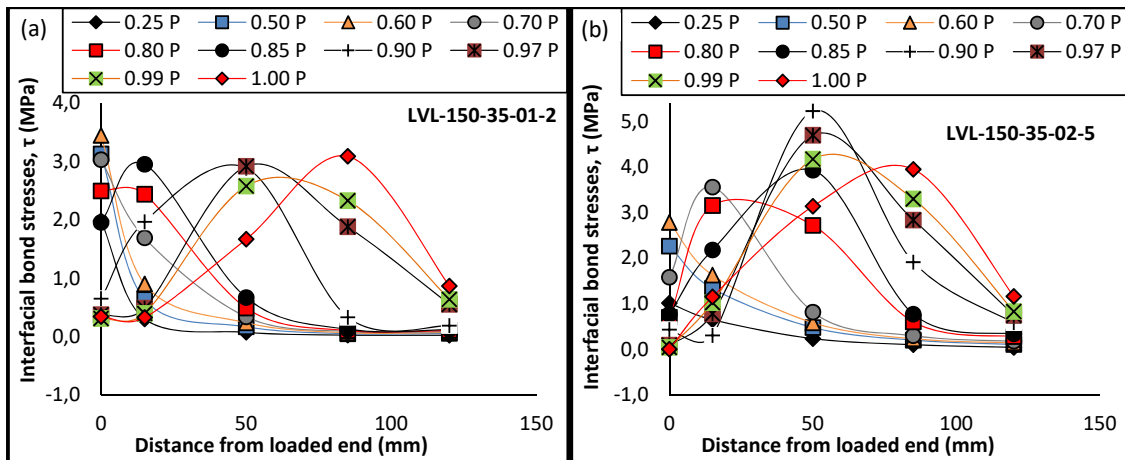 (a)
0.25 P 0.50 P 0.60 P 0.70 P
0.80 P 0.85 P 0.90 P 0.97 P
0.99 P 1.00 P
LVL-150-35-01-2
Interfacial bond stresses, τ (MPa)
4,0
3,0
2,0
1,0
0,0
-1,0
0 50 100 150
Distance from loaded end (mm)
(b)
0.25 P 0.50 P 0.60 P 0.70 P
0.80 P 0.85 P 0.90 P 0.97 P
0.99 P 1.00 P
LVL-150-35-02-5
Interfacial bond stresses, τ (MPa)
5,0
4,0
3,0
2,0
1,0
0,0
-1,0
0 50 100 150
Distance from loaded end (mm)